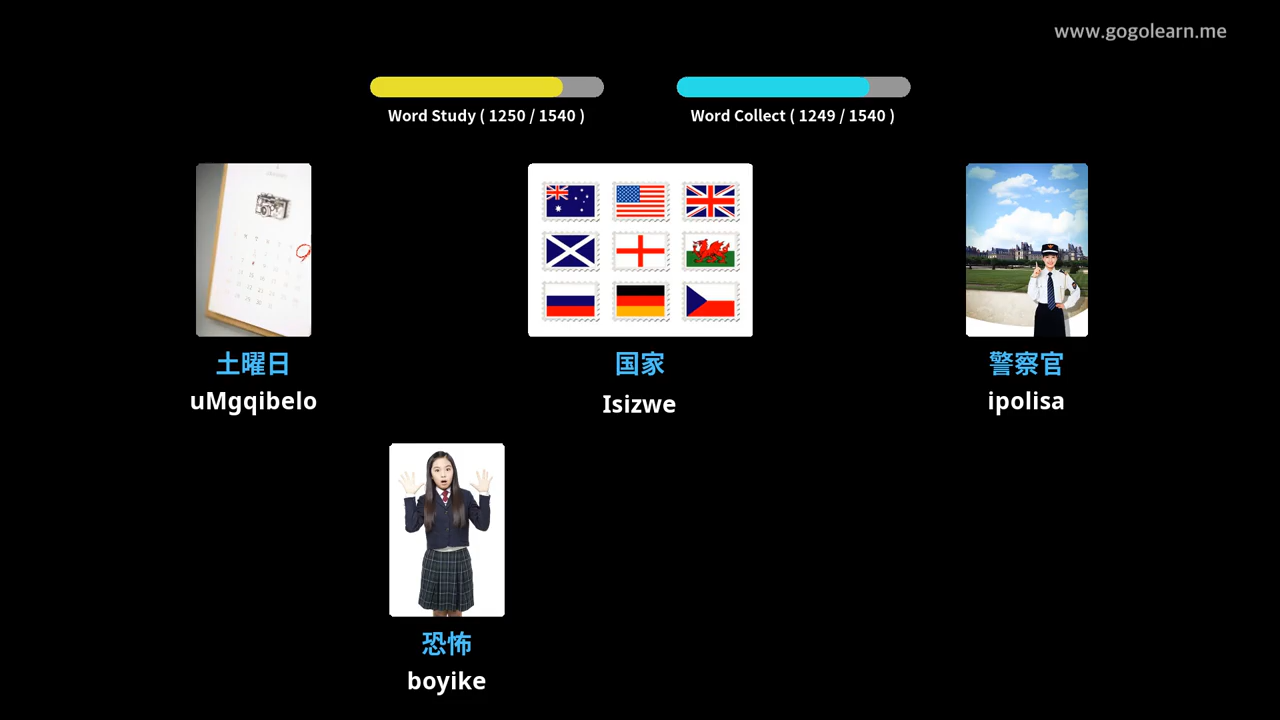 www.gogolearn.me
Word Study ( 1250 / 1540 )
Word Collect ( 1249 / 1540 )
土曜日
uMgqibelo
国家
Isizwe
警察官
ipolisa
恐怖
boyike